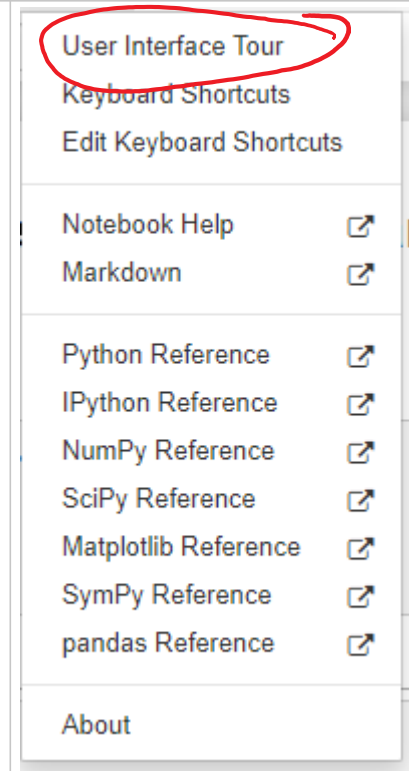 User Interface Tour
Keyboard Shortcuts
Edit Keyboard Shortcuts
Notebook Help
Markdown
Python Reference
IPython Reference
NumPy Reference
SciPy Reference
Matplotlib Reference
SymPy Reference
pandas Reference
About